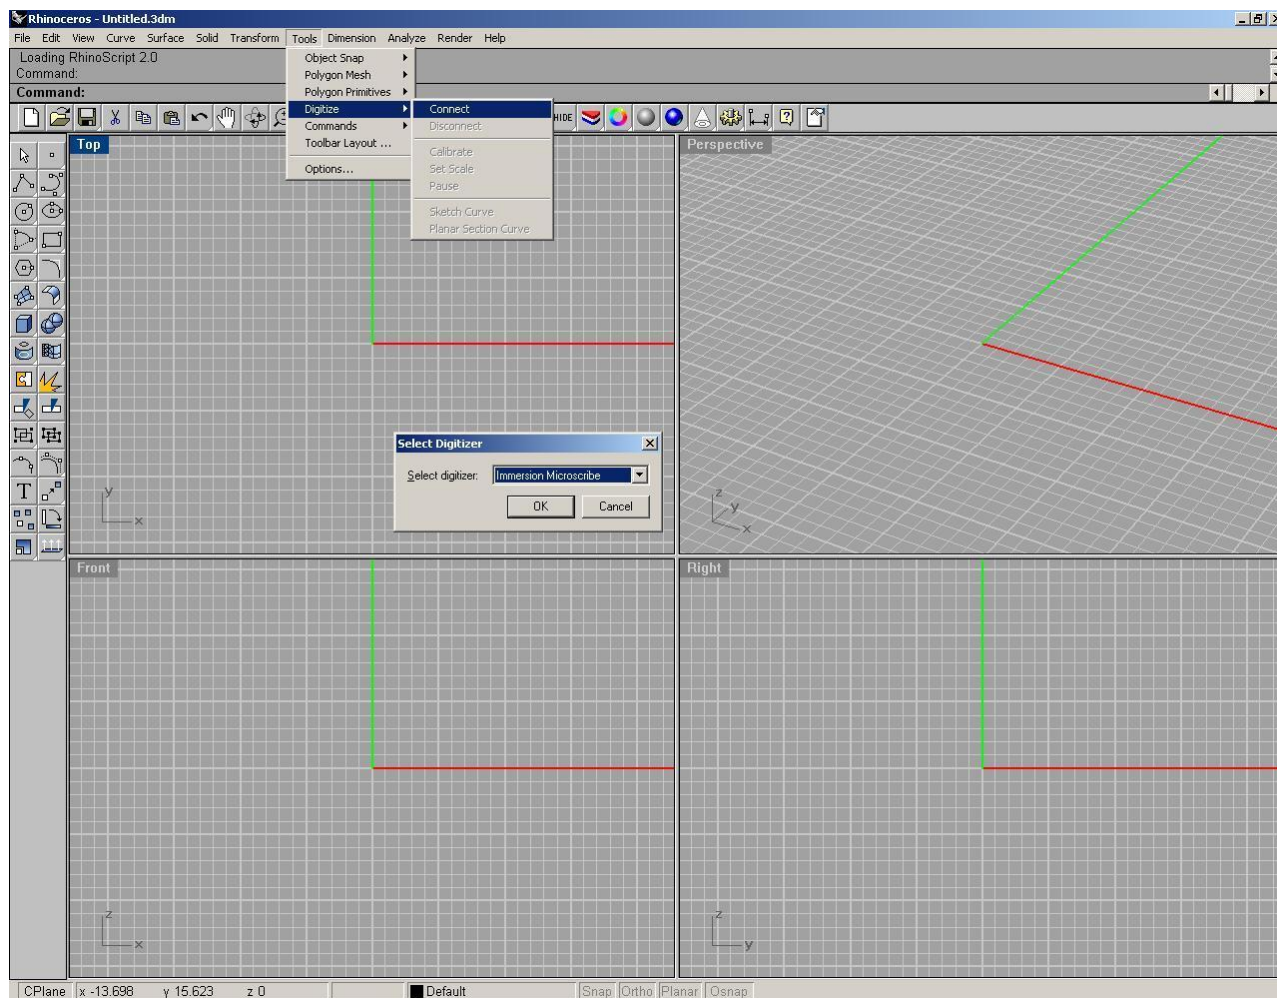 Rhinoceros - Untitled.3dm
File Edit View Curve Surface Solid Transform Tools Dimension Analyze Render Help
Loading RhinoScript 2.0
Command:
Command:
Object Snap
Polygon Mesh
Polygon Primitives
Digitize
Commands
Toolbar Layout ...
Options...
Connect
Disconnect
Calibrate
Set Scale
Pause
Sketch Curve
Planar Section Curve
HIDE
T
Top
y
x
Perspective
z
y
x
Select Digitizer
Select digitizer: Immersion Microscribe
OK Cancel
Front
z
x
Right
z
y
CPlane x -13.698 y 15.623 z 0 Default Snap Ortho Planar Osnap